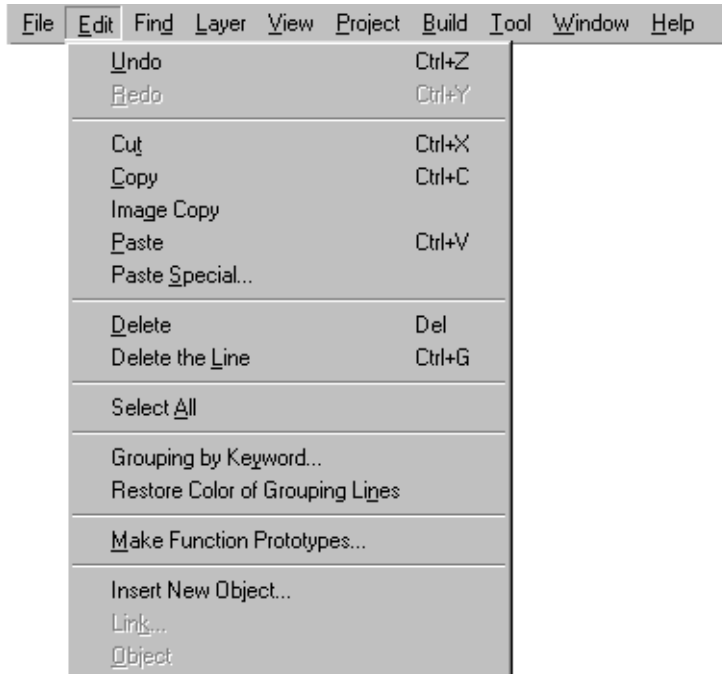 File Edit Find Layer View Project Build Tool Window Help
Undo Ctrl+Z
Redo Ctrl+Y
Cut Ctrl+X
Copy Ctrl+C
Image Copy
Paste Ctrl+V
Paste Special...
Delete Del
Delete the Line Ctrl+G
Select All
Grouping by Keyword...
Restore Color of Grouping Lines
Make Function Prototypes...
Insert New Object...
Link...
Object